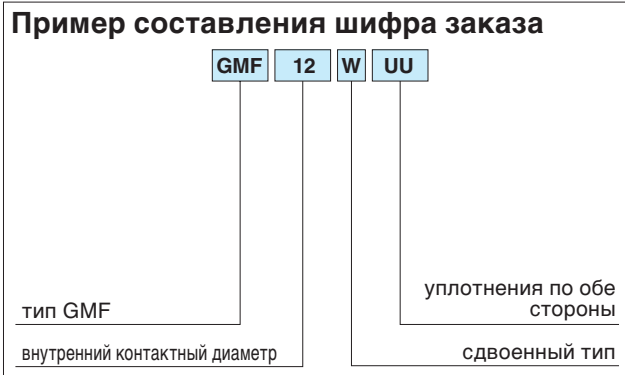 Пример составления шифра заказа
GMF 12 W UU
уплотнения по обе
тип GMF стороны
внутренний контактный диаметр сдвоенный тип